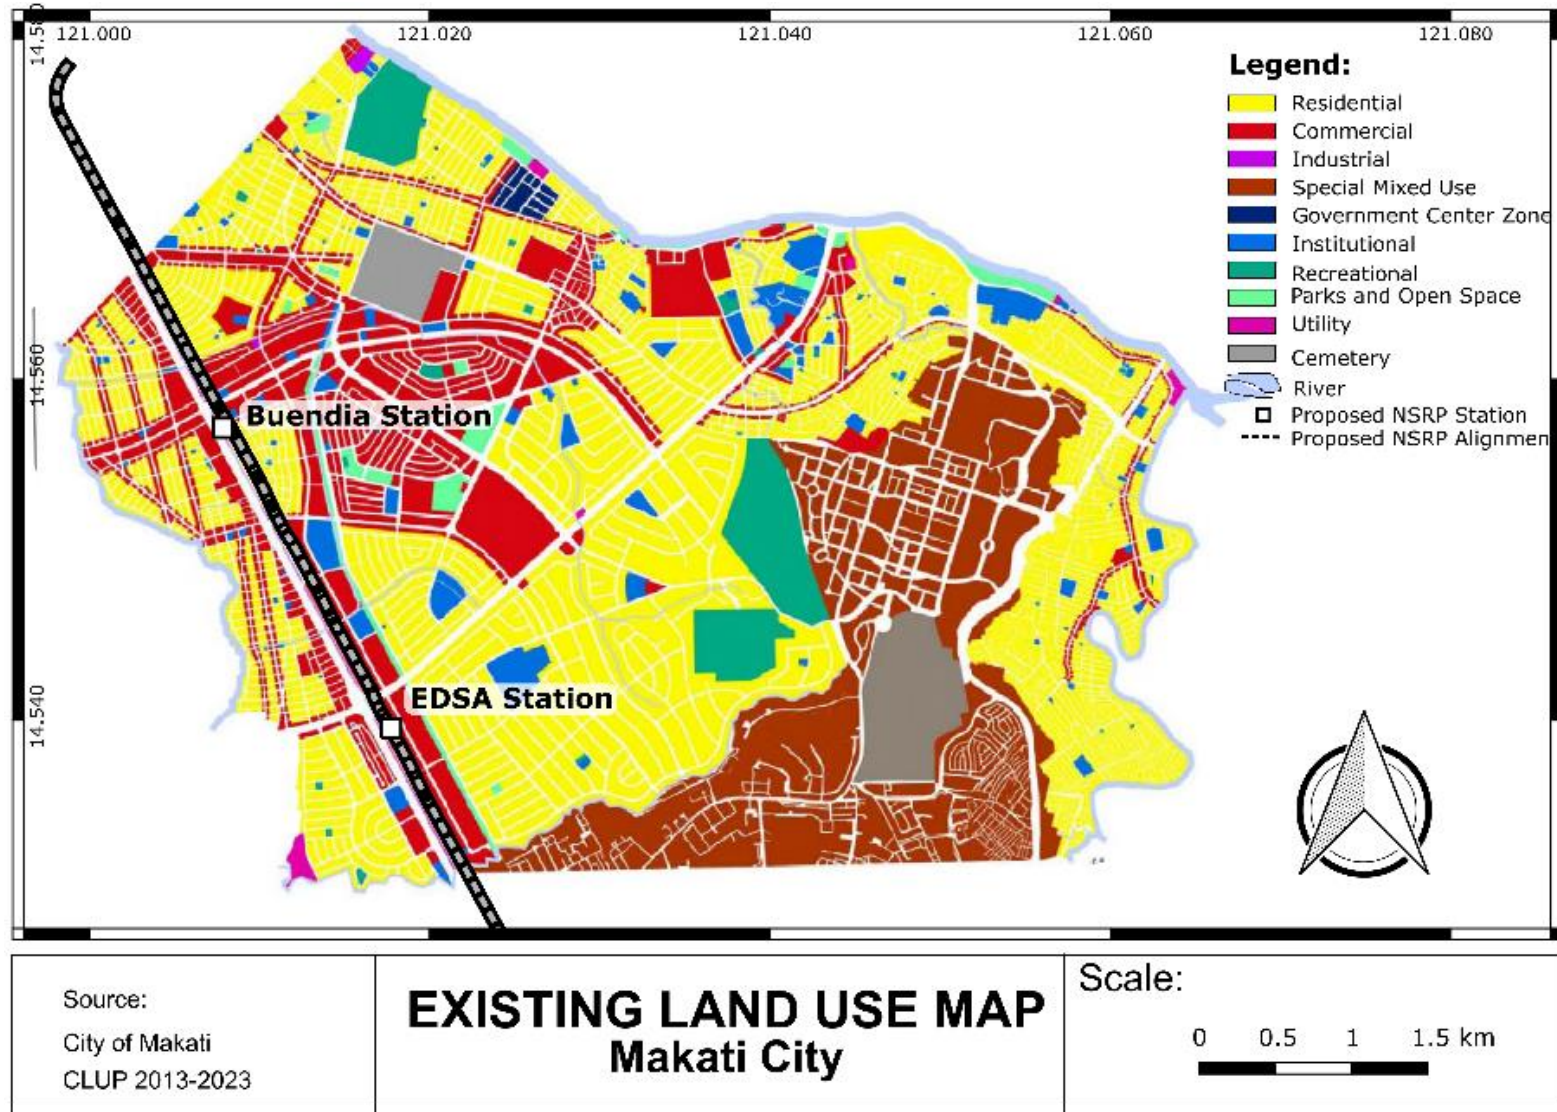 121.000
121.020
121.040
121.060
121.080
14.580
14.560
14.540
Legend:
Residential
Commercial
Industrial
Special Mixed Use
Government Center Zone
Institutional
Recreational
Parks and Open Space
Utility
Cemetery
River
Proposed NSRP Station
Proposed NSRP Alignmen
Buendia Station
EDSA Station
Source:
City of Makati
CLUP 2013-2023
EXISTING LAND USE MAP
Makati City
Scale:
0 0.5 1 1.5 km